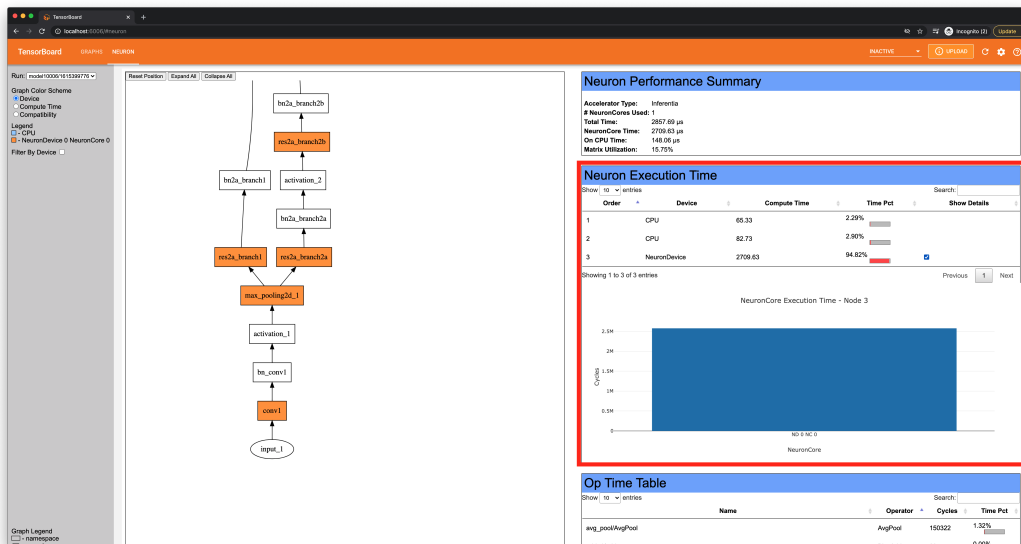 TensorBoard
localhost:6006/#neuron
Incognito (2)
Update
TensorBoard
GRAPHS
NEURON
INACTIVE
UPLOAD
Run: model10006/1615399776
Graph Color Scheme
Device
Compute Time
Compatibility
Legend
- CPU
- NeuronDevice 0 NeuronCore 0
Filter By Device
Graph Legend
- namespace
Reset Position
Expand All
Collapse All
bn2a_branch2b
res2a_branch2b
bn2a_branch1
activation_2
bn2a_branch2a
res2a_branch1
res2a_branch2a
max_pooling2d_1
activation_1
bn_conv1
conv1
input_1
Neuron Performance Summary
Accelerator Type: Inferentia
# NeuronCores Used: 1
Total Time: 2857.69 µs
NeuronCore Time: 2709.63 µs
On CPU Time: 148.06 µs
Matrix Utilization: 15.75%
Neuron Execution Time
Show 10 entries
Search:
Order Device Compute Time Time Pct Show Details
1 CPU 65.33 2.29%
2 CPU 82.73 2.90%
3 NeuronDevice 2709.63 94.82%
Showing 1 to 3 of 3 entries
Previous 1 Next
NeuronCore Execution Time - Node 3
2.5M
2M
1.5M
1M
0.5M
0
Cycles
ND 0 NC 0
NeuronCore
Op Time Table
Show 10 entries
Search:
Name Operator Cycles Time Pct
avg_pool/AvgPool AvgPool 150322 1.32%